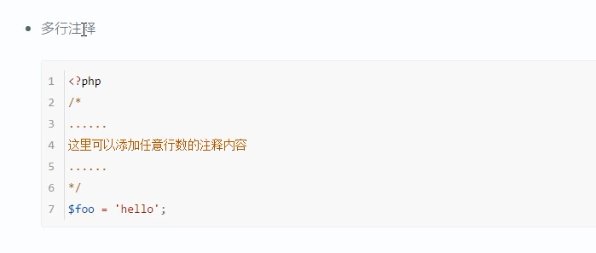 多行注释
1 <?php
2 /*
3 ......
4 这里可以添加任意行数的注释内容
5 ......
6 */
7 $foo = 'hello';